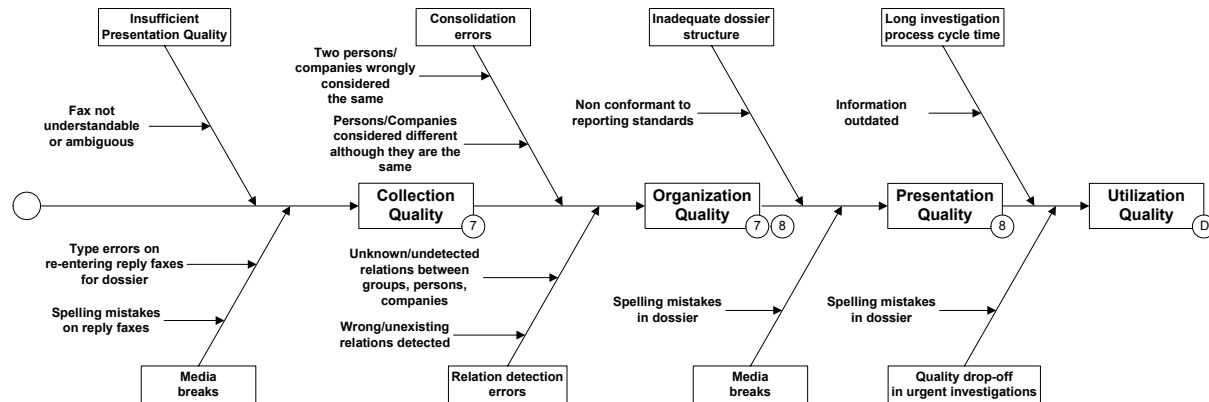 Insufficient
Presentation Quality
Consolidation
errors
Inadequate dossier
structure
Long investigation
process cycle time
Two persons/
companies wrongly
considered
the same
Fax not
understandable
or ambiguous
Persons/Companies
considered different
although they are the
same
Non conformant to
reporting standards
Information
outdated
Collection
Quality
7
Organization
Quality
7
8
Presentation
Quality
8
Utilization
Quality
D
Type errors on
re-entering reply faxes
for dossier
Spelling mistakes
on reply faxes
Unknown/undetected
relations between
groups, persons,
companies
Wrong/unexisting
relations detected
Spelling mistakes
in dossier
Spelling mistakes
in dossier
Media
breaks
Relation detection
errors
Media
breaks
Quality drop-off
in urgent investigations